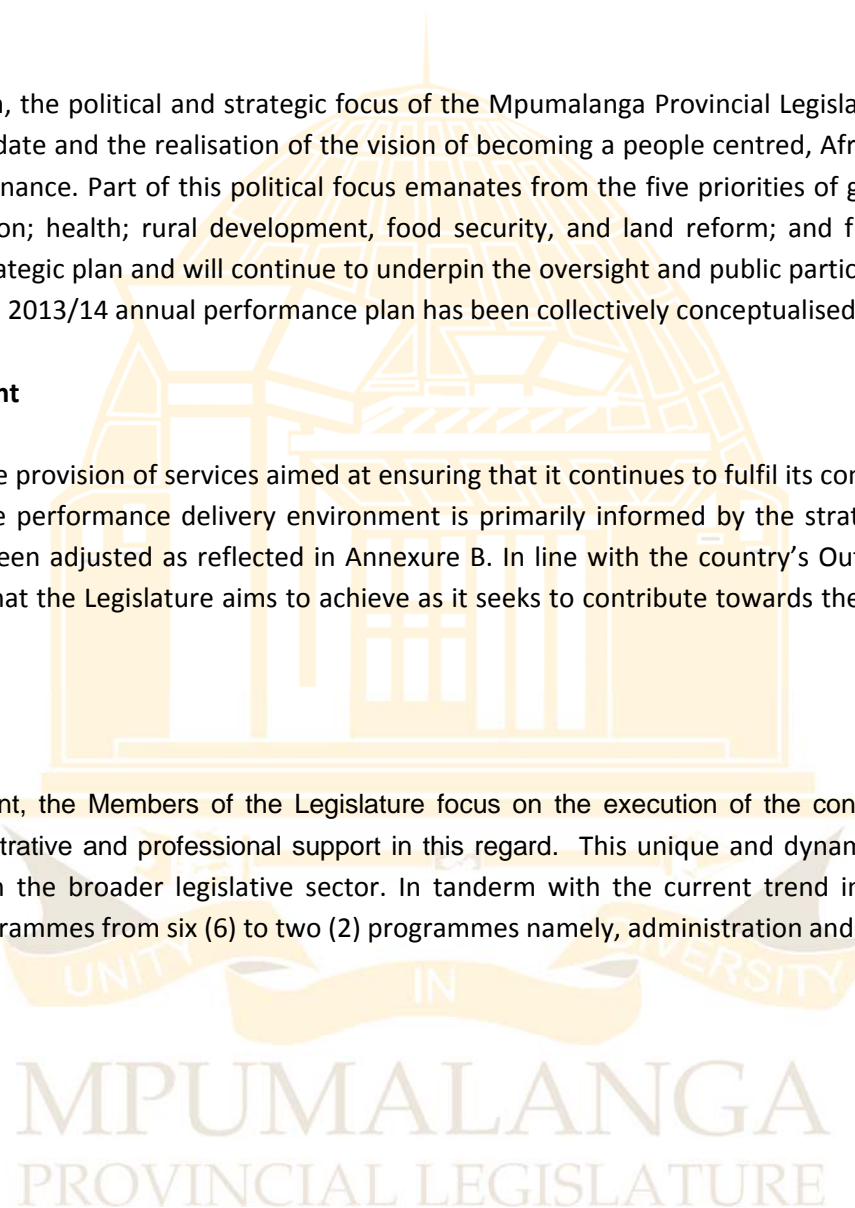 , the political and strategic focus of the Mpumalanga Provincial Legisla
date and the realisation of the vision of becoming a people centred, Afr
nance. Part of this political focus emanates from the five priorities of g
on; health; rural development, food security, and land reform; and f
ategic plan and will continue to underpin the oversight and public partic
2013/14 annual performance plan has been collectively conceptualised
nt
e provision of services aimed at ensuring that it continues to fulfil its con
e performance delivery environment is primarily informed by the strat
een adjusted as reflected in Annexure B. In line with the country's Out
hat the Legislature aims to achieve as it seeks to contribute towards the
nt, the Members of the Legislature focus on the execution of the con
trative and professional support in this regard. This unique and dynam
n the broader legislative sector. In tanderm with the current trend in
rammes from six (6) to two (2) programmes namely, administration and
UNITY IN DIVERSITY
MPUMALANGA
PROVINCIAL LEGISLATURE